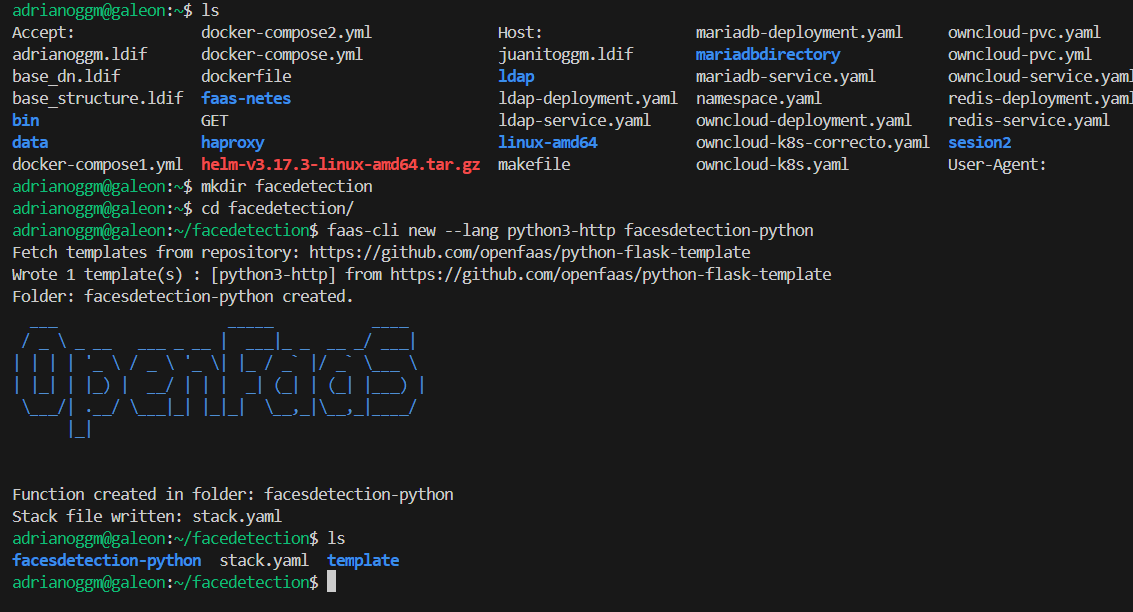 adrianoggm@galeon:~$ ls
Accept:              docker-compose2.yml              Host:                mariadb-deployment.yaml     owncloud-pvc.yaml
adrianoggm.ldif      docker-compose.yml               juanitoggm.ldif      mariadbdirectory            owncloud-pvc.yml
base_dn.ldif         dockerfile                       ldap                 mariadb-service.yaml        owncloud-service.yaml
base_structure.ldif  faas-netes                       ldap-deployment.yaml  namespace.yaml              redis-deployment.yaml
bin                  GET                              ldap-service.yaml    owncloud-deployment.yaml    redis-service.yaml
data                 haproxy                          linux-amd64          owncloud-k8s-correcto.yaml  sesion2
docker-compose1.yml  helm-v3.17.3-linux-amd64.tar.gz  makefile             owncloud-k8s.yaml           User-Agent:
adrianoggm@galeon:~$ mkdir facedetection
adrianoggm@galeon:~$ cd facedetection/
adrianoggm@galeon:~/facedetection$ faas-cli new --lang python3-http facesdetection-python
Fetch templates from repository: https://github.com/openfaas/python-flask-template
Wrote 1 template(s) : [python3-http] from https://github.com/openfaas/python-flask-template
Folder: facesdetection-python created.
OpenFaaS
Function created in folder: facesdetection-python
Stack file written: stack.yaml
adrianoggm@galeon:~/facedetection$ ls
facesdetection-python  stack.yaml  template
adrianoggm@galeon:~/facedetection$